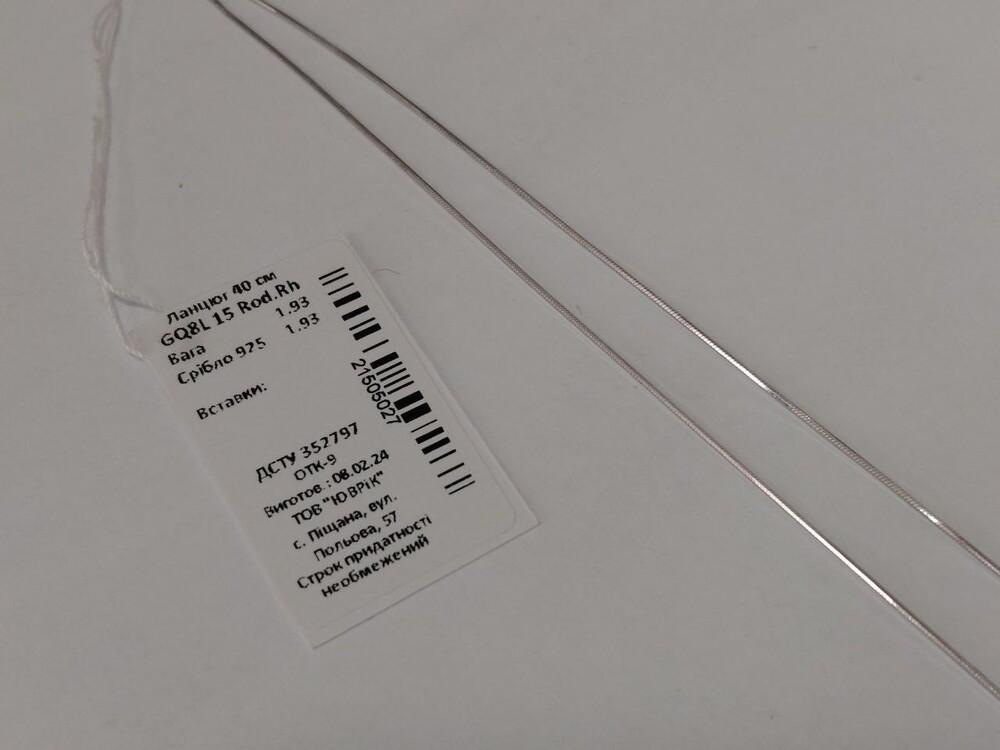 Ланцюг 40 см
GQ8L 15 Rod.Rh
Вага 1.93
Срібло 925 1.93
Вставки:
21505027
ДСТУ 352797
ОТК-9
Виготов.: 08.02.24
ТОВ "ЮВРІК"
с. Піщана, вул.
Польова, 57
Строк придатності
необмежений